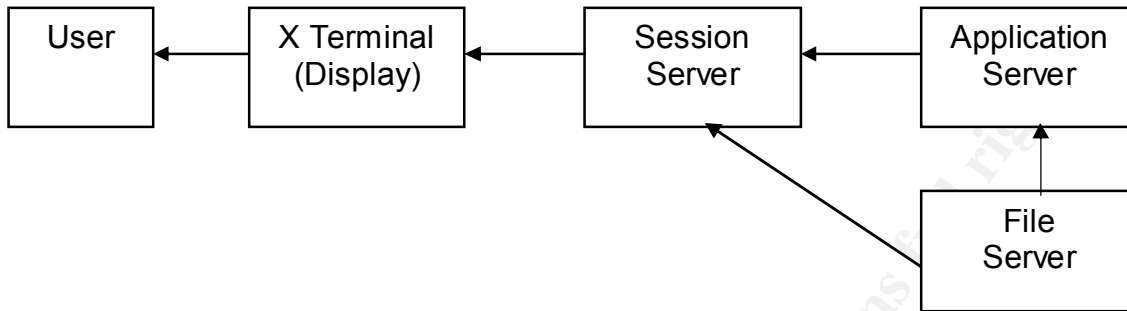 User
X Terminal
(Display)
Session
Server
Application
Server
File
Server